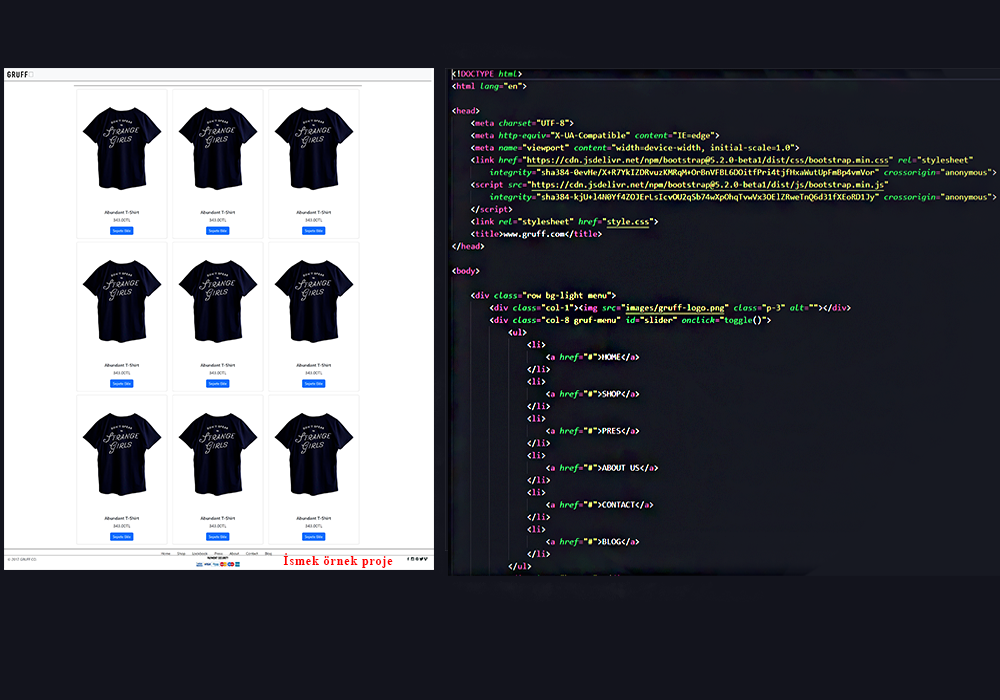 GRUFF
DON'T SPEAK
TO
STRANGE
GIRLS
DON'T SPEAK
TO
STRANGE
GIRLS
DON'T SPEAK
TO
STRANGE
GIRLS
Abundant T-Shirt
343.00TL
Sepete Ekle
Abundant T-Shirt
343.00TL
Sepete Ekle
Abundant T-Shirt
343.00TL
Sepete Ekle
DON'T SPEAK
TO
STRANGE
GIRLS
DON'T SPEAK
TO
STRANGE
GIRLS
DON'T SPEAK
TO
STRANGE
GIRLS
Abundant T-Shirt
343.00TL
Sepete Ekle
Abundant T-Shirt
343.00TL
Sepete Ekle
Abundant T-Shirt
343.00TL
Sepete Ekle
DON'T SPEAK
TO
STRANGE
GIRLS
DON'T SPEAK
TO
STRANGE
GIRLS
DON'T SPEAK
TO
STRANGE
GIRLS
Abundant T-Shirt
343.00TL
Sepete Ekle
Abundant T-Shirt
343.00TL
Sepete Ekle
Abundant T-Shirt
343.00TL
Sepete Ekle
Home Shop Lookbook Press About Contact Blog
© 2017 GRUFF CO
PAYMENT SECURITY
İsmek örnek proje
<!DOCTYPE html>
<html lang="en">
<head>
<meta charset="UTF-8">
<meta http-equiv="X-UA-Compatible" content="IE=edge">
<meta name="viewport" content="width=device-width, initial-scale=1.0">
<link href="https://cdn.jsdelivr.net/npm/bootstrap@5.2.0-beta1/dist/css/bootstrap.min.css" rel="stylesheet"
integrity="sha384-0evHe/X+R7YkIZDRvuzKMRqM+OrBnVFBL6DOitfPri4tjfHxaWutUpFmBp4vmVor" crossorigin="anonymous">
<script src="https://cdn.jsdelivr.net/npm/bootstrap@5.2.0-beta1/dist/js/bootstrap.min.js"
integrity="sha384-kjU+l4N0Yf4ZOJErLsIcvOU2qSb74wXpOhqTvwVx3OElZRweTnQ6d31fXEoRD1Jy" crossorigin="anonymous">
</script>
<link rel="stylesheet" href="style.css">
<title>www.gruff.com</title>
</head>
<body>
<div class="row bg-light menu">
<div class="col-1"><img src="images/gruff-logo.png" class="p-3" alt=""></div>
<div class="col-8 gruf-menu" id="slider" onclick="toggle()">
<ul>
<li>
<a href="#">HOME</a>
</li>
<li>
<a href="#">SHOP</a>
</li>
<li>
<a href="#">PRES</a>
</li>
<li>
<a href="#">ABOUT US</a>
</li>
<li>
<a href="#">CONTACT</a>
</li>
<li>
<a href="#">BLOG</a>
</li>
</ul>